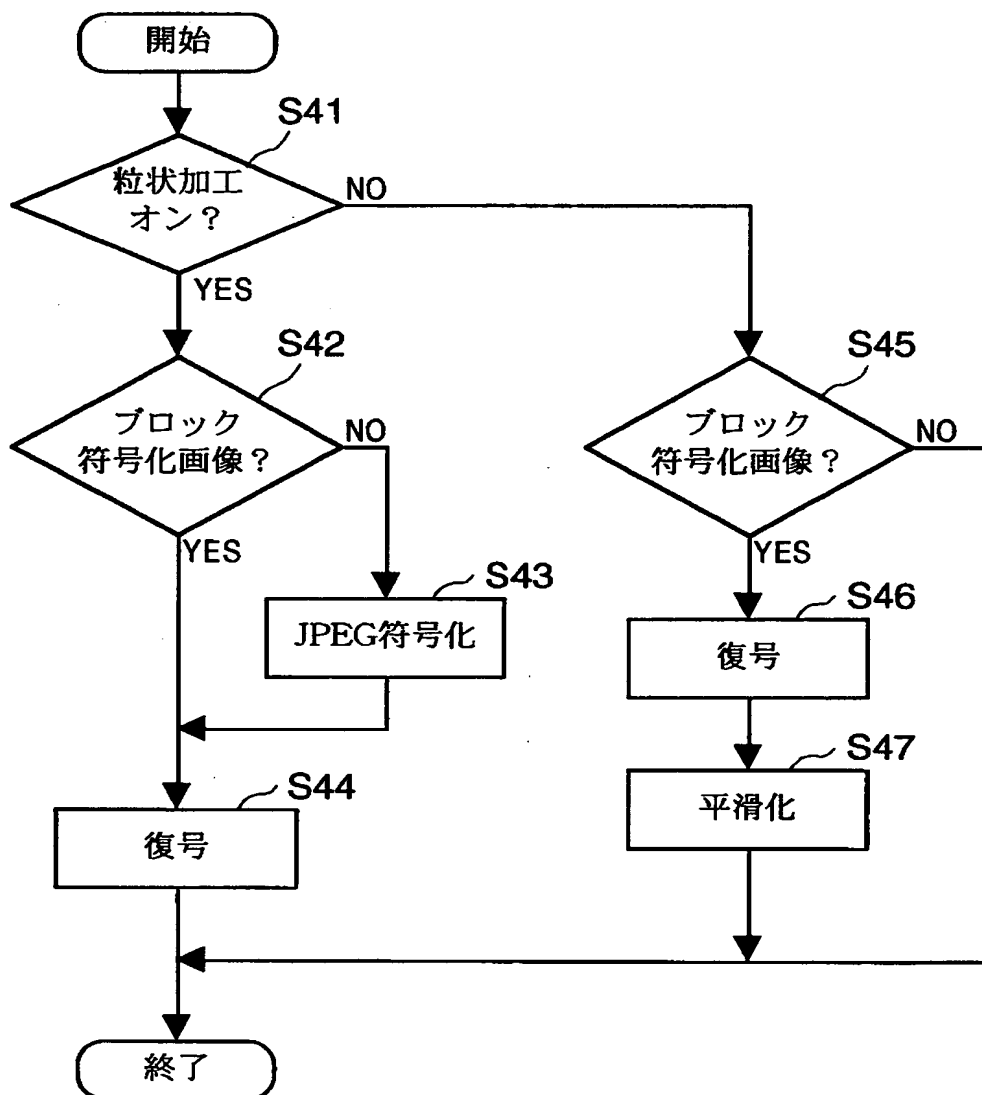 開始
S41
粒状加工
オン？
NO
YES
S42
ブロック
符号化画像？
NO
YES
S43
JPEG符号化
S44
復号
S45
ブロック
符号化画像？
NO
YES
S46
復号
S47
平滑化
終了